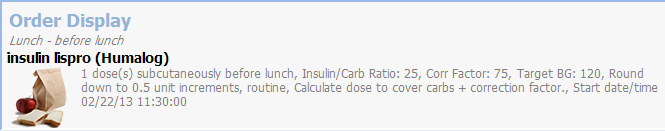 Order Display
Lunch - before lunch
insulin lispro (Humalog)
1 dose(s) subcutaneously before lunch, Insulin/Carb Ratio: 25, Corr Factor: 75, Target BG: 120, Round
down to 0.5 unit increments, routine, Calculate dose to cover carbs + correction factor., Start date/time
02/22/13 11:30:00